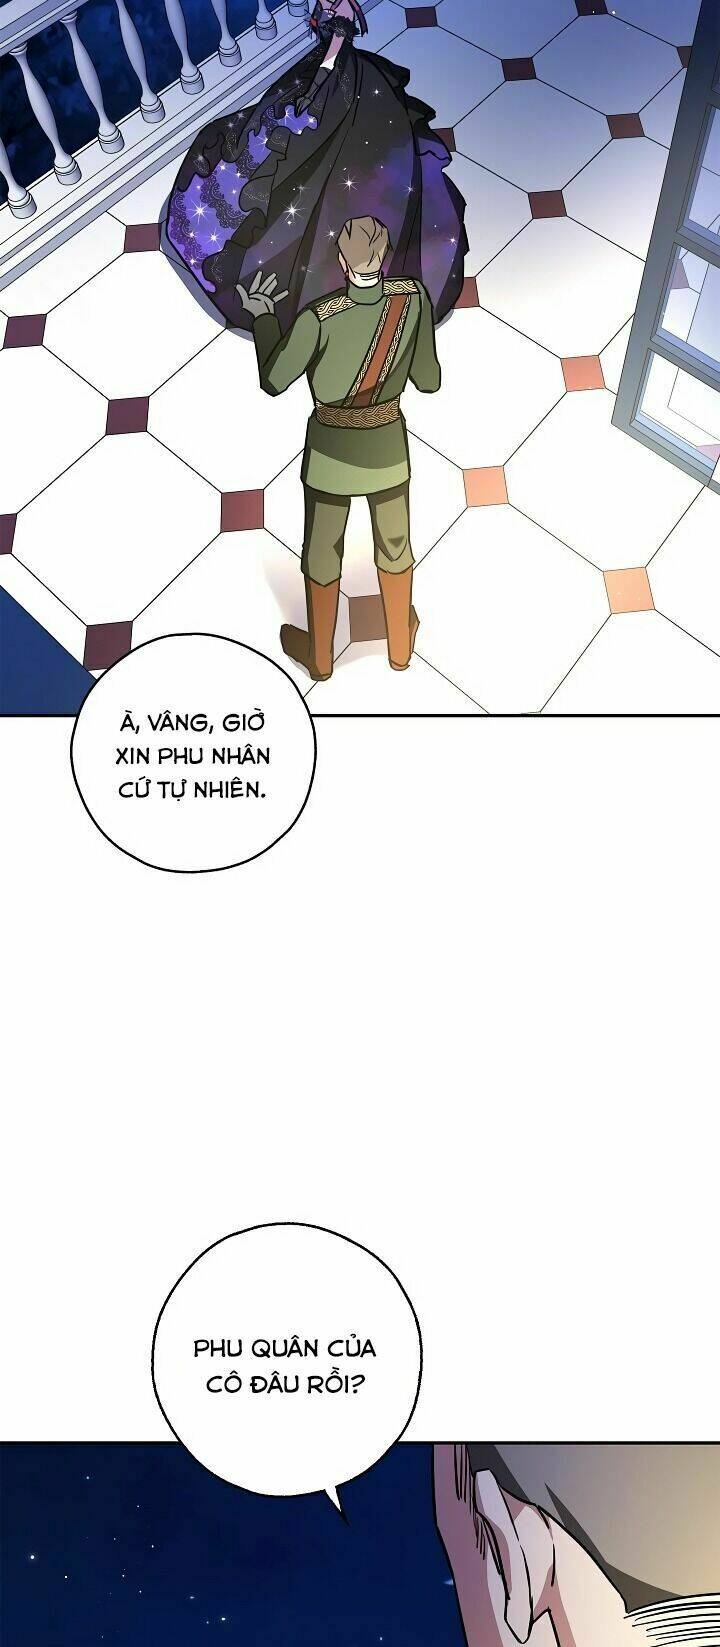 À, VÂNG, GIỜ
XIN PHU NHÂN
CỨ TỰ NHIÊN.
PHU QUÂN CỦA
CÔ ĐÂU RỒI?